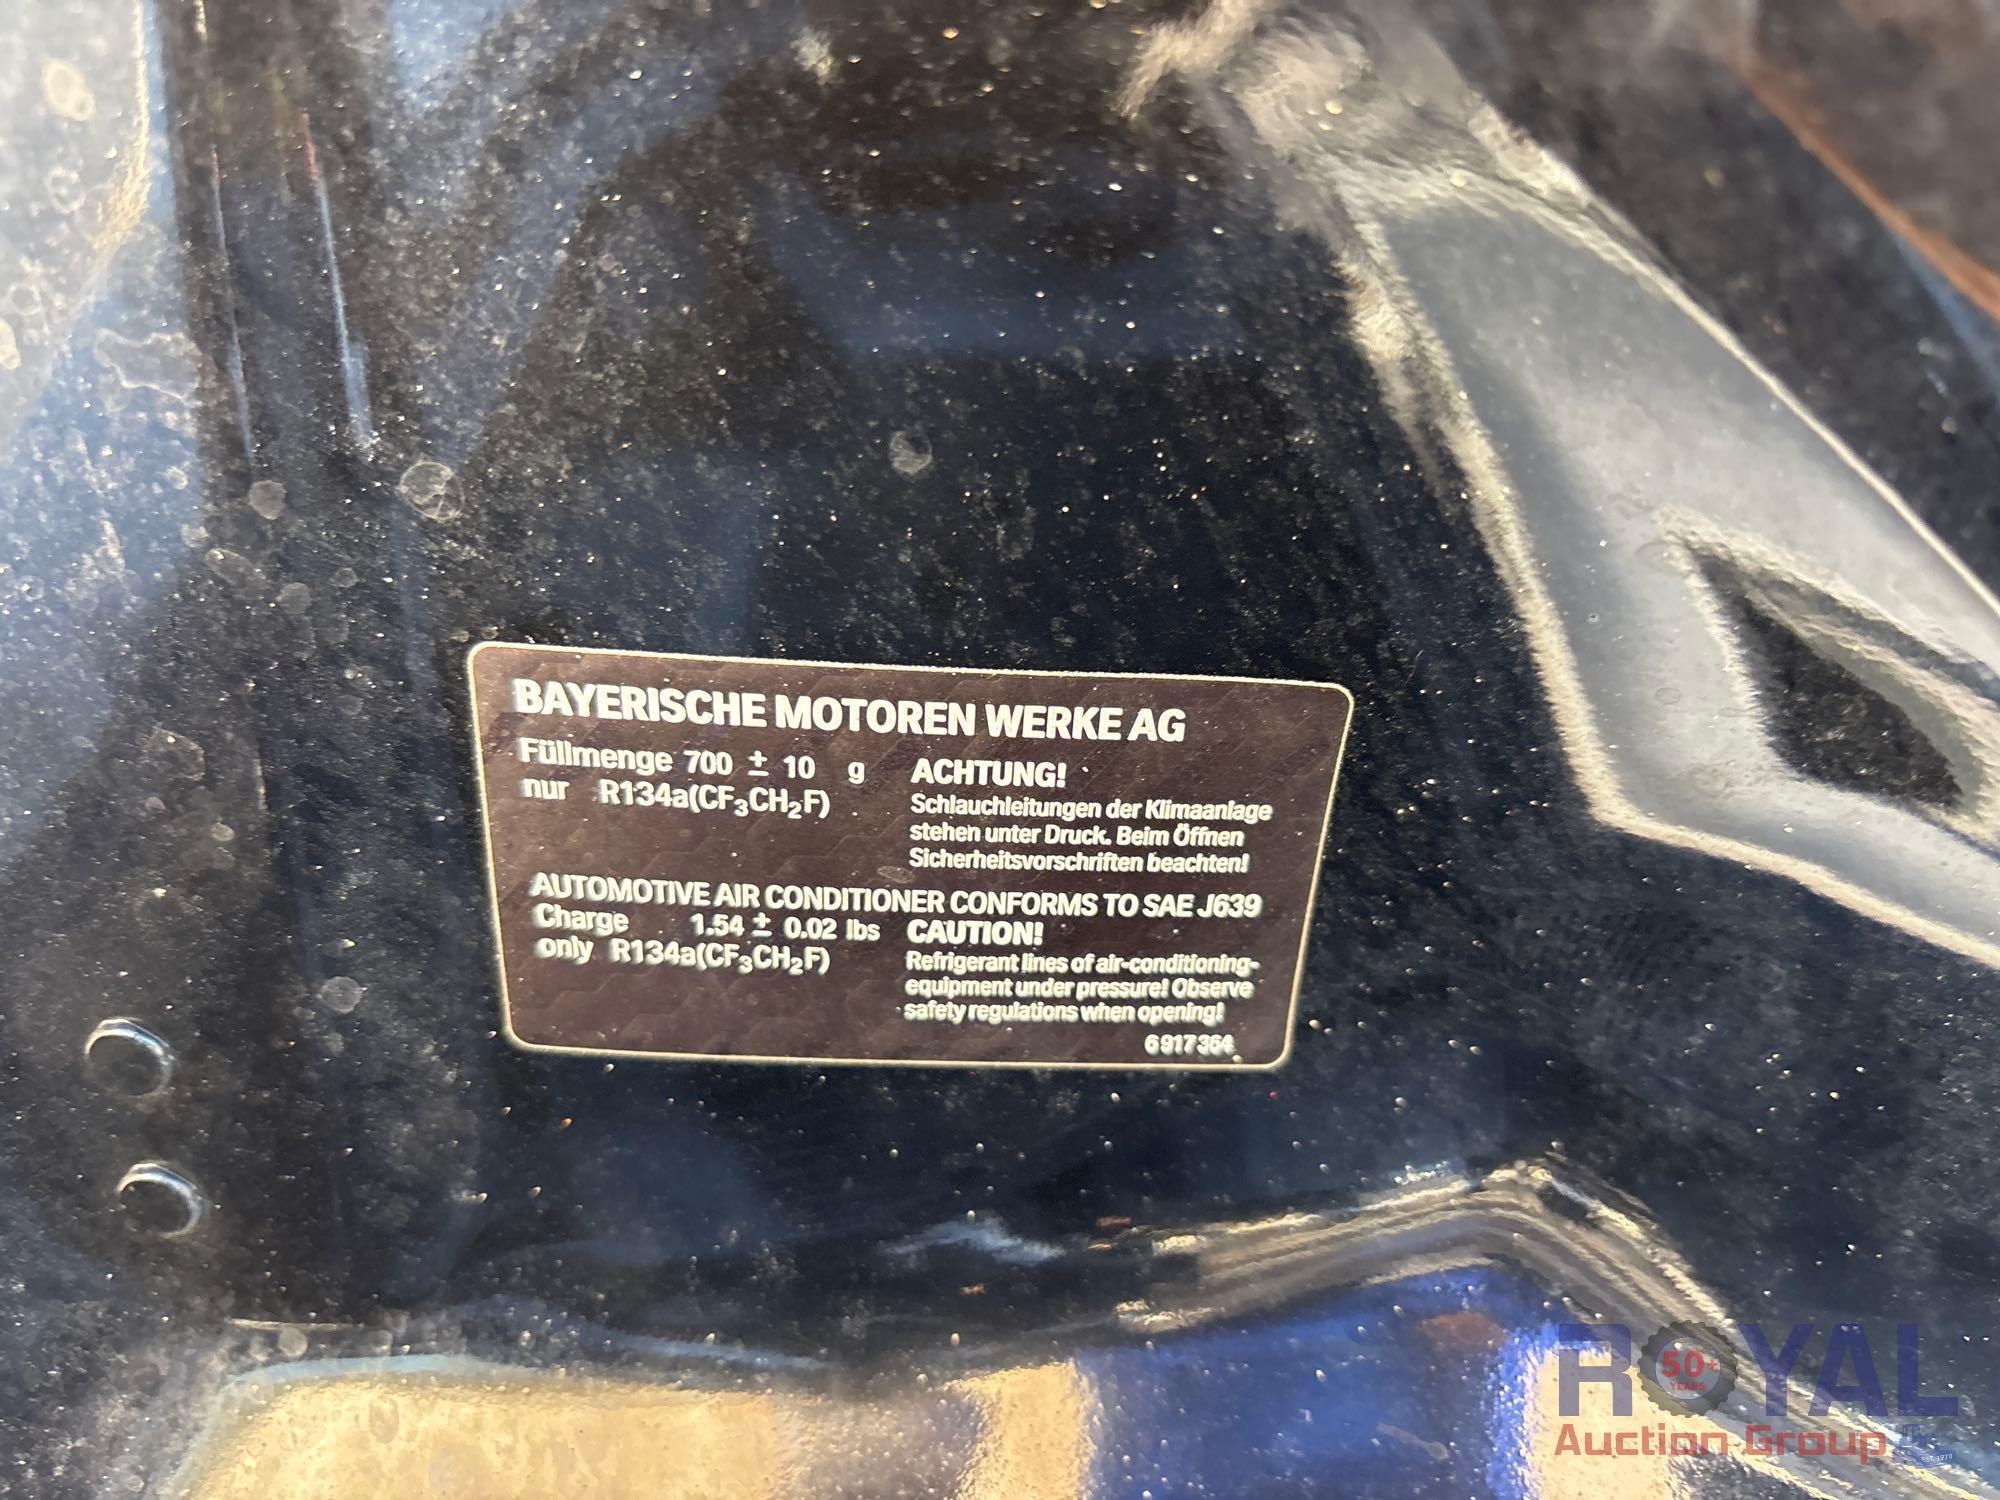 BAYERISCHE MOTOREN WERKE AG
Füllmenge 700 ± 10 g
nur R134a(CF3CH2F)
ACHTUNG!
Schlauchleitungen der Klimaanlage
stehen unter Druck. Beim Öffnen
Sicherheitsvorschriften beachten!
AUTOMOTIVE AIR CONDITIONER CONFORMS TO SAE J639
Charge 1.54 ± 0.02 lbs
only R134a(CF3CH2F)
CAUTION!
Refrigerant lines of air-conditioning-
equipment under pressure! Observe
safety regulations when opening!
6 917 364
ROYAL
50+
YEARS
Auction Group
EST. 1970